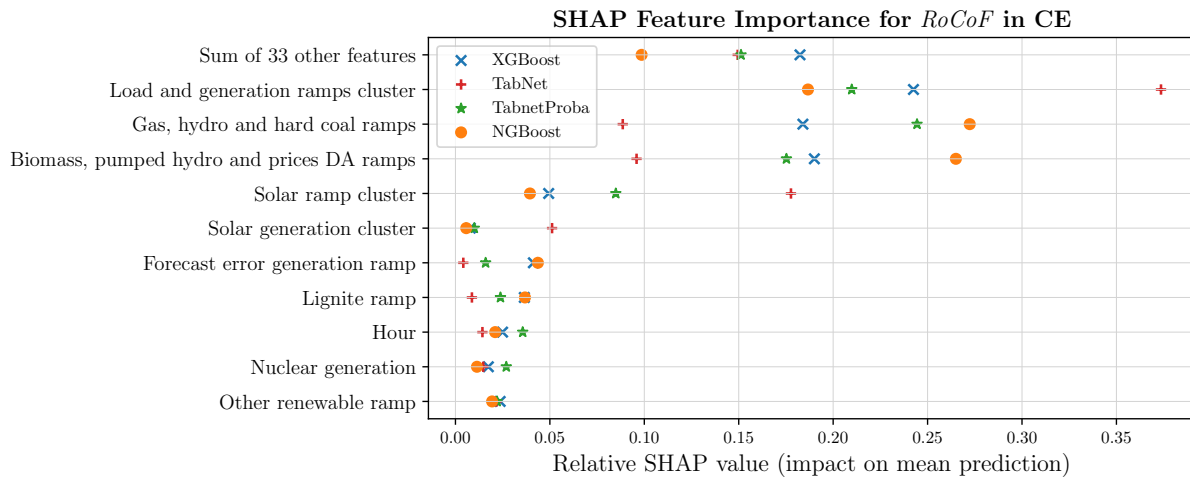 SHAP Feature Importance for RoCoF in CE
Sum of 33 other features
Load and generation ramps cluster
Gas, hydro and hard coal ramps
Biomass, pumped hydro and prices DA ramps
Solar ramp cluster
Solar generation cluster
Forecast error generation ramp
Lignite ramp
Hour
Nuclear generation
Other renewable ramp
XGBoost
TabNet
TabnetProba
NGBoost
0.00 0.05 0.10 0.15 0.20 0.25 0.30 0.35
Relative SHAP value (impact on mean prediction)